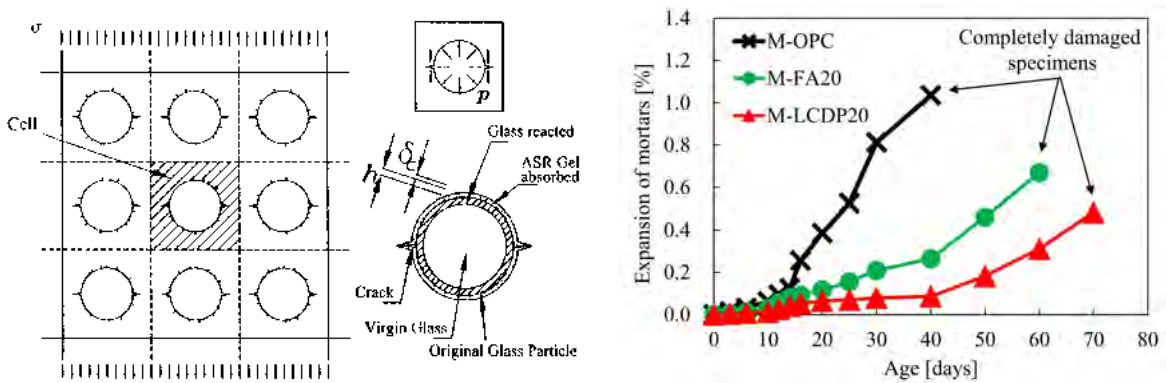 σ
Cell
p
Glass reacted
δc
h
ASR Gel
absorbed
Crack
Virgin Glass
Original Glass Particle
1.4
1.2
1.0
0.8
0.6
0.4
0.2
0.0
Expansion of mortars [%]
M-OPC
M-FA20
M-LCDP20
Completely damaged
specimens
0 10 20 30 40 50 60 70 80
Age [days]